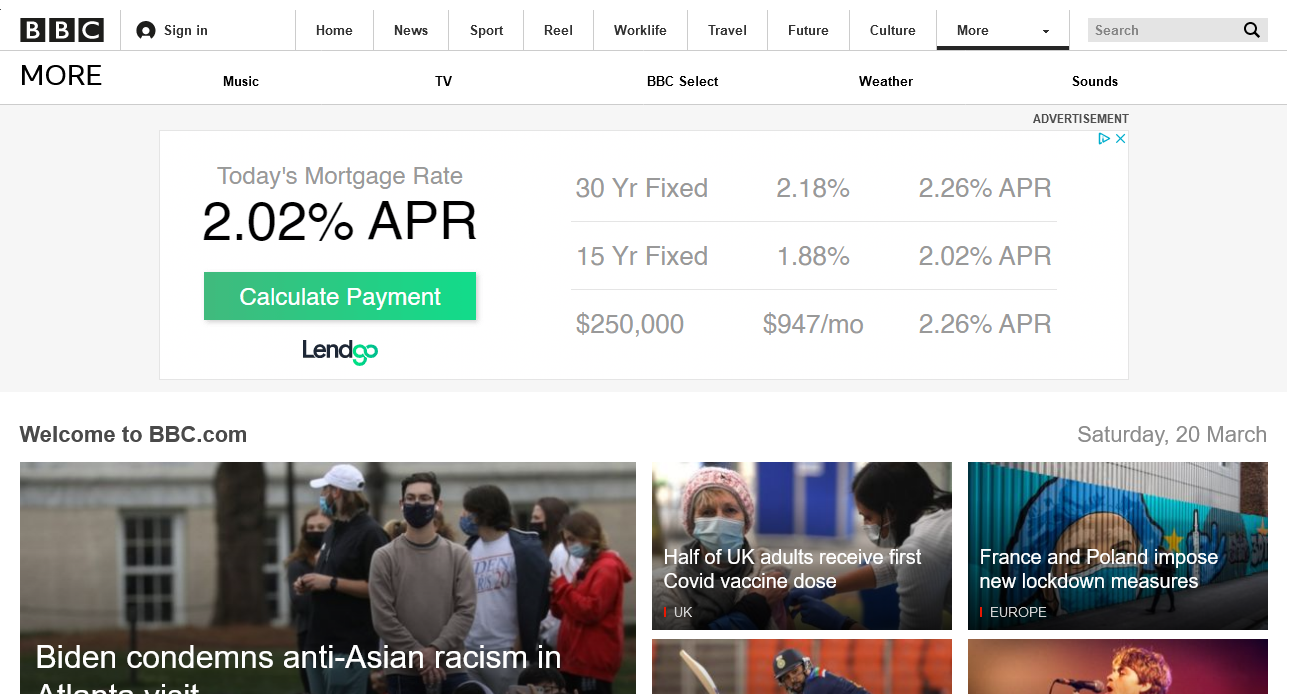 BBC
Sign in
Home
News
Sport
Reel
Worklife
Travel
Future
Culture
More
Search
MORE
Music
TV
BBC Select
Weather
Sounds
ADVERTISEMENT
Today's Mortgage Rate
2.02% APR
Calculate Payment
Lendgo
30 Yr Fixed 2.18% 2.26% APR
15 Yr Fixed 1.88% 2.02% APR
$250,000 $947/mo 2.26% APR
Welcome to BBC.com
Saturday, 20 March
Biden condemns anti-Asian racism in
Atlanta visit
Half of UK adults receive first
Covid vaccine dose
UK
France and Poland impose
new lockdown measures
EUROPE